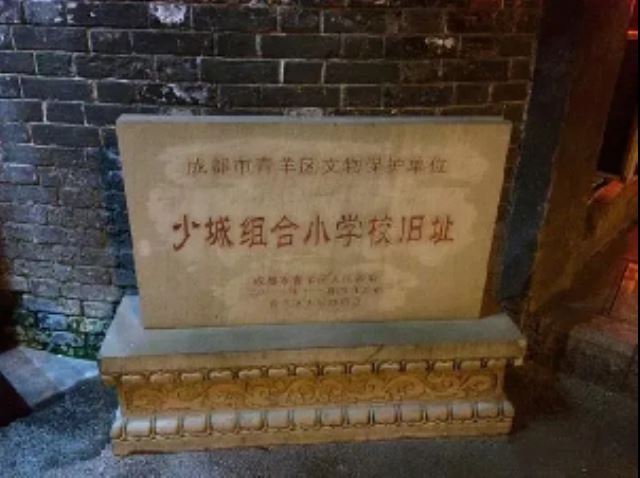 成都市青羊区文物保护单位
少城组合小学校旧址
成都市青羊区人民政府